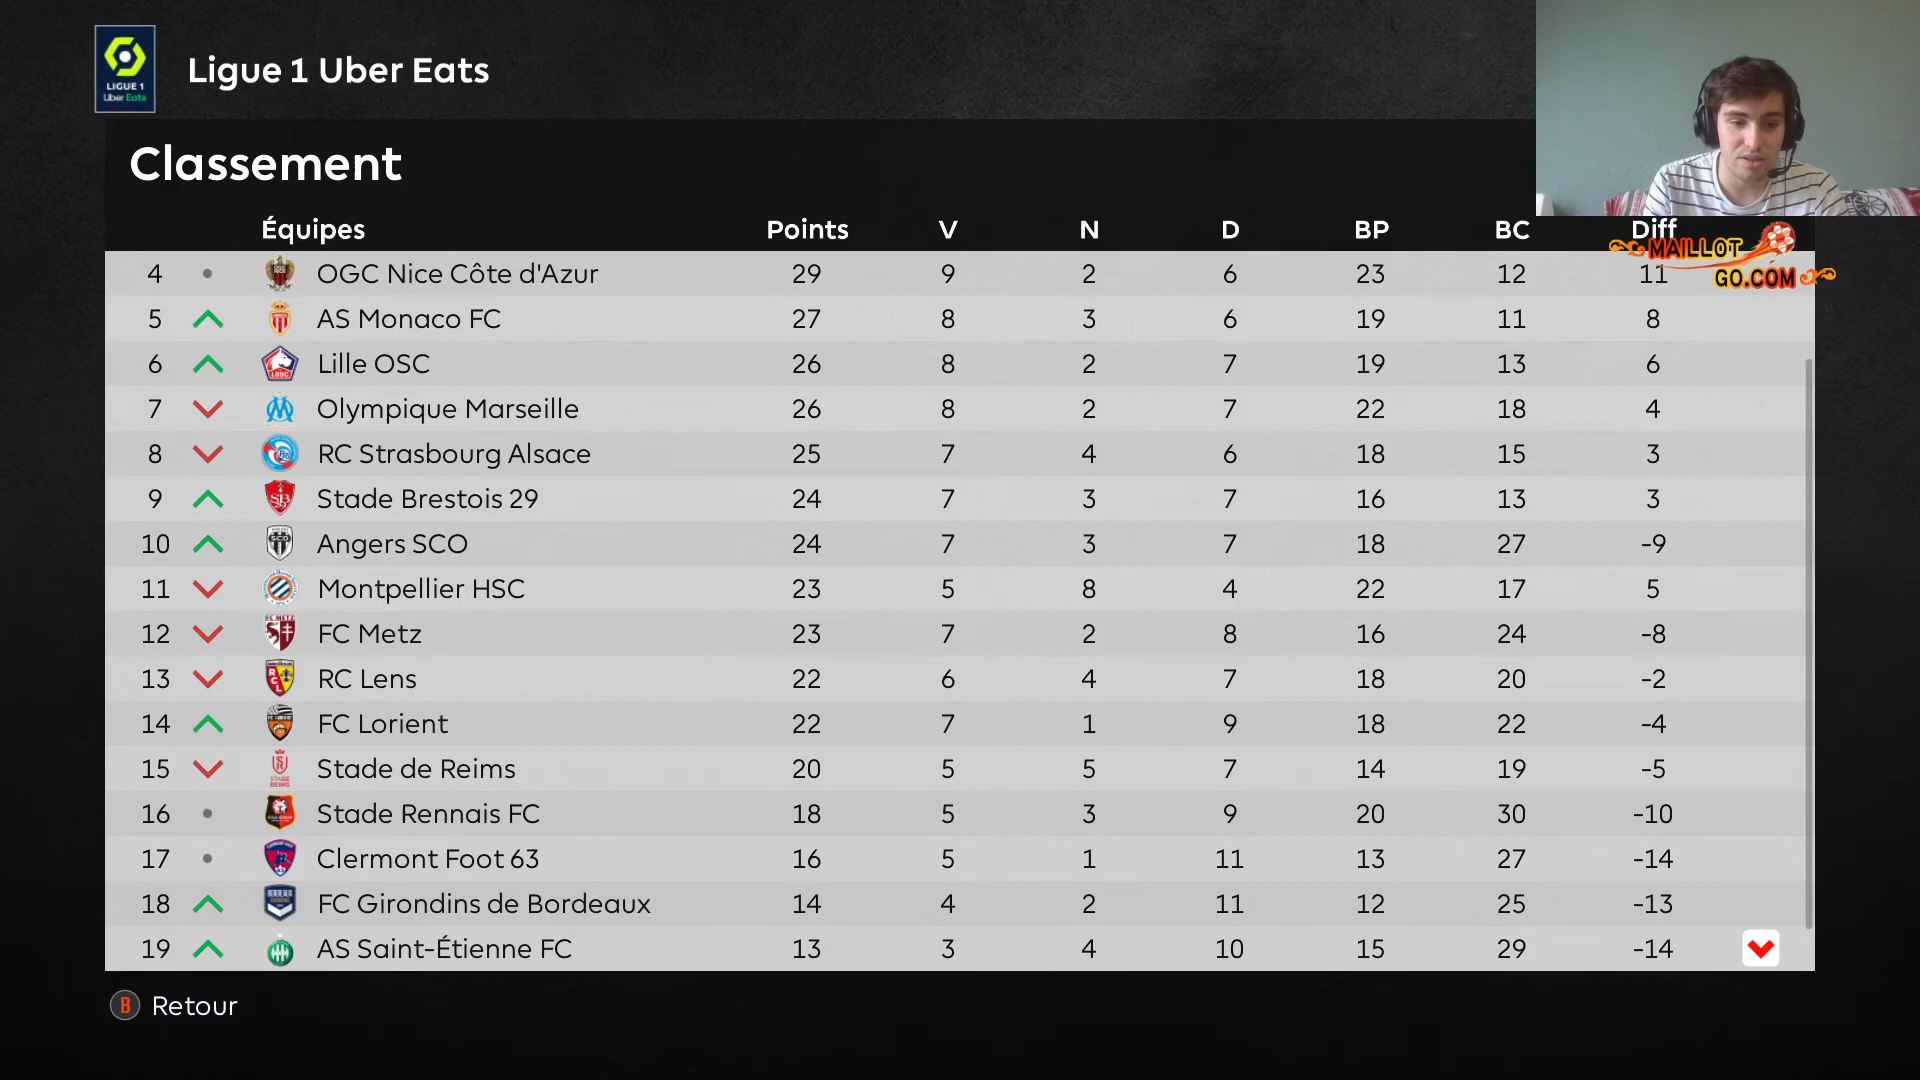 LIGUE 1
Uber Eats
Ligue 1 Uber Eats
Classement
Équipes Points V N D BP BC Diff
MAILLOT
GO.COM
4 OGC Nice Côte d'Azur 29 9 2 6 23 12 11
5 AS Monaco FC 27 8 3 6 19 11 8
6 Lille OSC 26 8 2 7 19 13 6
7 Olympique Marseille 26 8 2 7 22 18 4
8 RC Strasbourg Alsace 25 7 4 6 18 15 3
9 Stade Brestois 29 24 7 3 7 16 13 3
10 Angers SCO 24 7 3 7 18 27 -9
11 Montpellier HSC 23 5 8 4 22 17 5
12 FC Metz 23 7 2 8 16 24 -8
13 RC Lens 22 6 4 7 18 20 -2
14 FC Lorient 22 7 1 9 18 22 -4
15 Stade de Reims 20 5 5 7 14 19 -5
16 Stade Rennais FC 18 5 3 9 20 30 -10
17 Clermont Foot 63 16 5 1 11 13 27 -14
18 FC Girondins de Bordeaux 14 4 2 11 12 25 -13
19 AS Saint-Étienne FC 13 3 4 10 15 29 -14
B Retour